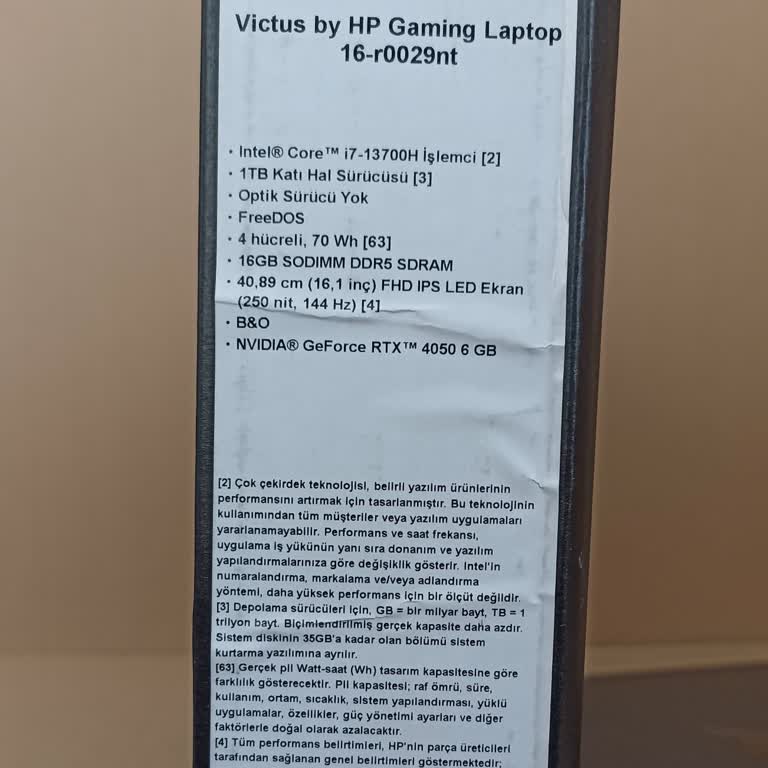 Victus by HP Gaming Laptop
16-r0029nt
· Intel® Core™ i7-13700H İşlemci [2]
· 1TB Katı Hal Sürücüsü [3]
· Optik Sürücü Yok
· FreeDOS
· 4 hücreli, 70 Wh [63]
· 16GB SODIMM DDR5 SDRAM
· 40,89 cm (16,1 inç) FHD IPS LED Ekran
(250 nit, 144 Hz) [4]
· B&O
· NVIDIA® GeForce RTX™ 4050 6 GB
[2] Çok çekirdek teknolojisi, belirli yazılım ürünlerinin
performansını artırmak için tasarlanmıştır. Bu teknolojinin
kullanımından tüm müşteriler veya yazılım uygulamaları
yararlanamayabilir. Performans ve saat frekansı,
uygulama iş yükünün yanı sıra donanım ve yazılım
yapılandırmalarınıza göre değişiklik gösterir. Intel'in
numaralandırma, markalama ve/veya adlandırma
yöntemi, daha yüksek performans için bir ölçüt değildir.
[3] Depolama sürücüleri için, GB = bir milyar bayt, TB = 1
trilyon bayt. Biçimlendirilmiş gerçek kapasite daha azdır.
Sistem diskinin 35GB'a kadar olan bölümü sistem
kurtarma yazılımına ayrılır.
[63] Gerçek pil Watt-saat (Wh) tasarım kapasitesine göre
farklılık gösterecektir. Pil kapasitesi; raf ömrü, süre,
kullanım, ortam, sıcaklık, sistem yapılandırması, yüklü
uygulamalar, özellikler, güç yönetimi ayarları ve diğer
faktörlerle doğal olarak azalacaktır.
[4] Tüm performans belirtimleri, HP'nin parça üreticileri
tarafından sağlanan genel belirtimleri göstermektedir;